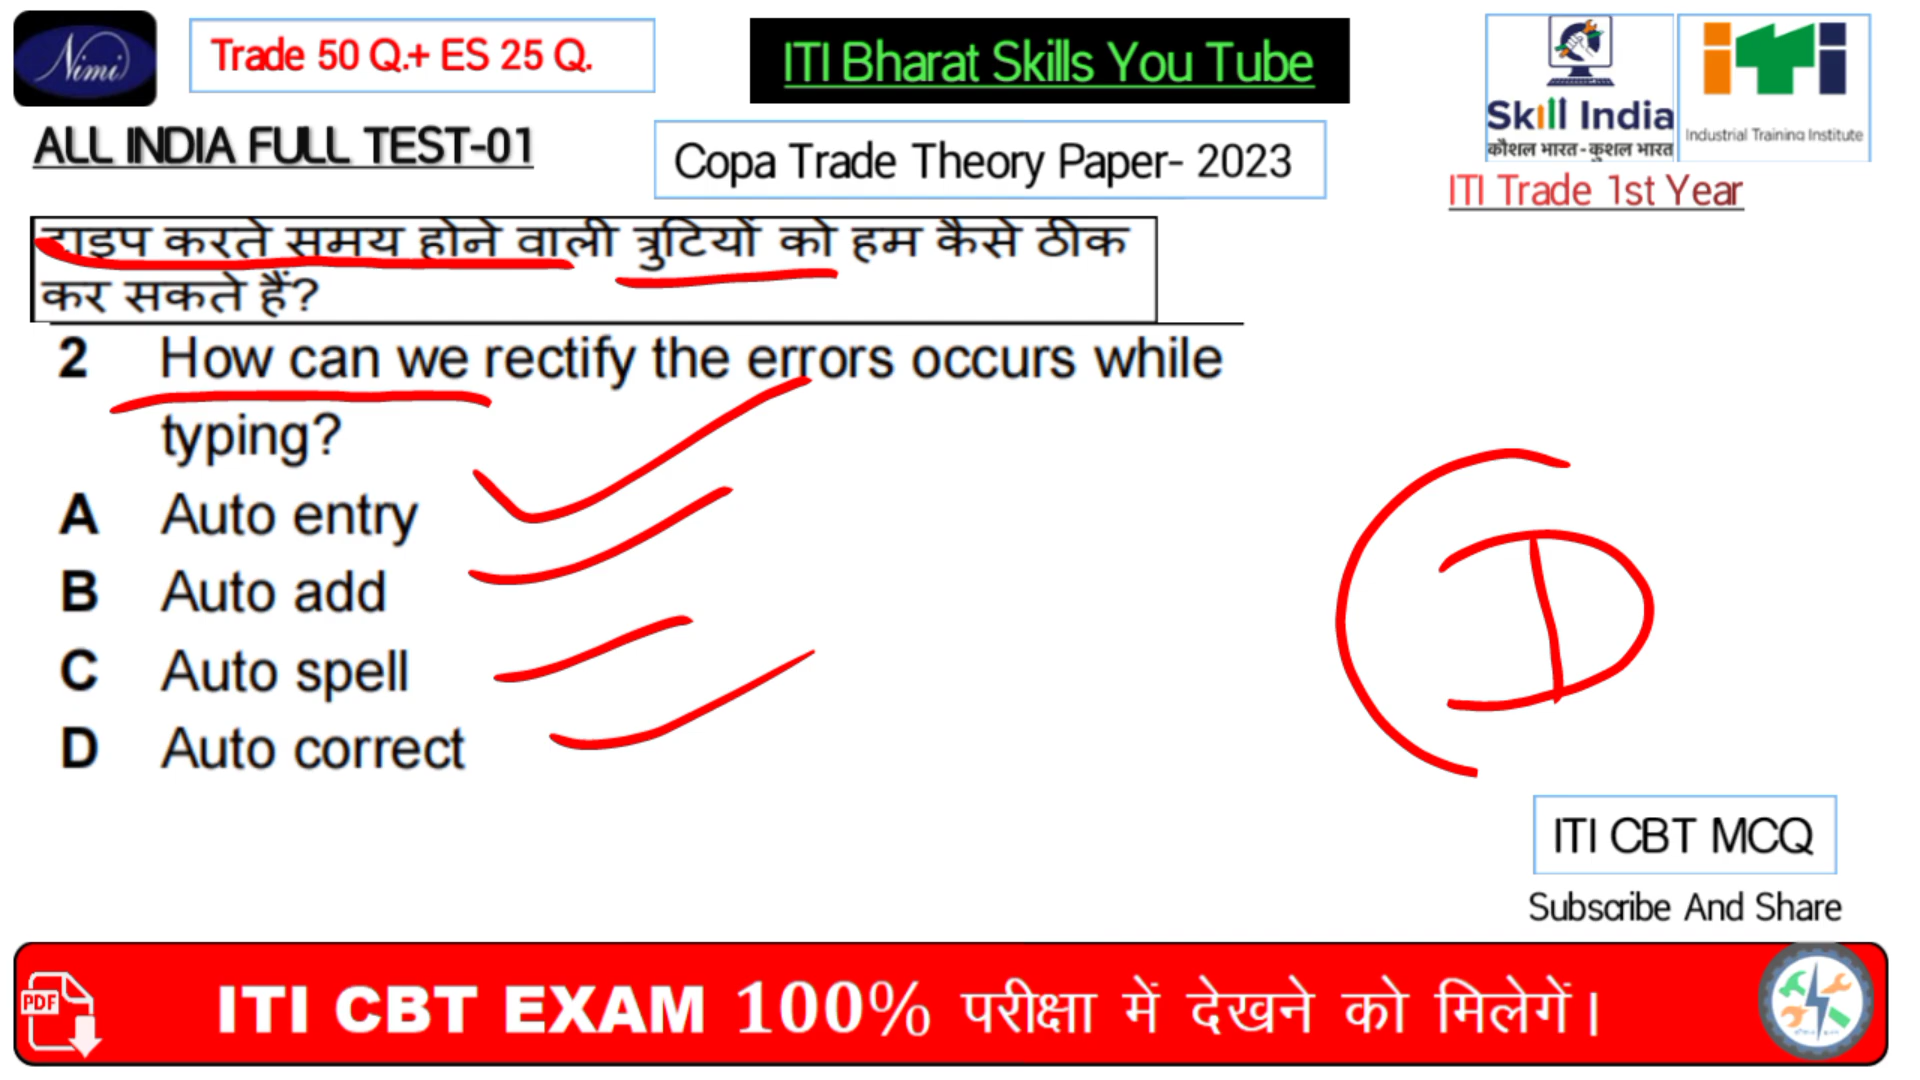 Nimi
Trade 50 Q.+ ES 25 Q.
ITI Bharat Skills You Tube
Skill India
कौशल भारत - कुशल भारत
iTi
Industrial Training Institute
ALL INDIA FULL TEST-01
Copa Trade Theory Paper- 2023
ITI Trade 1st Year
टाइप करते समय होने वाली त्रुटियों को हम कैसे ठीक
कर सकते हैं?
2 How can we rectify the errors occurs while
typing?
A Auto entry
B Auto add
C Auto spell
D Auto correct
D
ITI CBT MCQ
Subscribe And Share
PDF
ITI CBT EXAM 100% परीक्षा में देखने को मिलेगें।